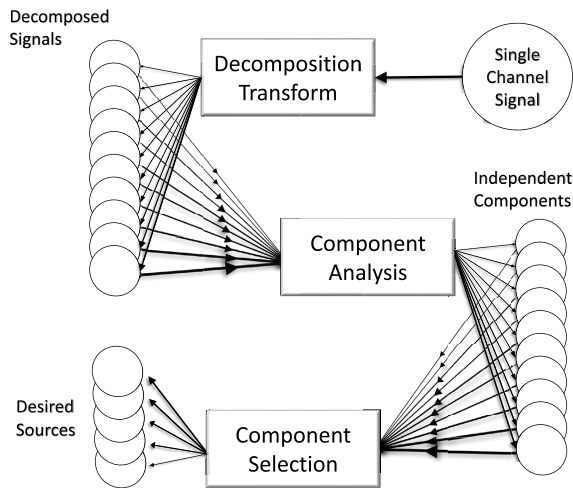 Decomposed
Signals
Decomposition
Transform
Single
Channel
Signal
Independent
Components
Component
Analysis
Desired
Sources
Component
Selection